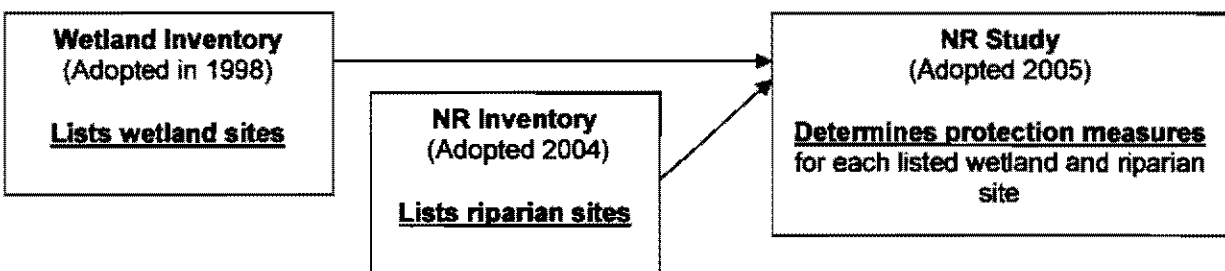 Wetland Inventory
(Adopted in 1998)
Lists wetland sites
NR Inventory
(Adopted 2004)
Lists riparian sites
NR Study
(Adopted 2005)
Determines protection measures
for each listed wetland and riparian
site